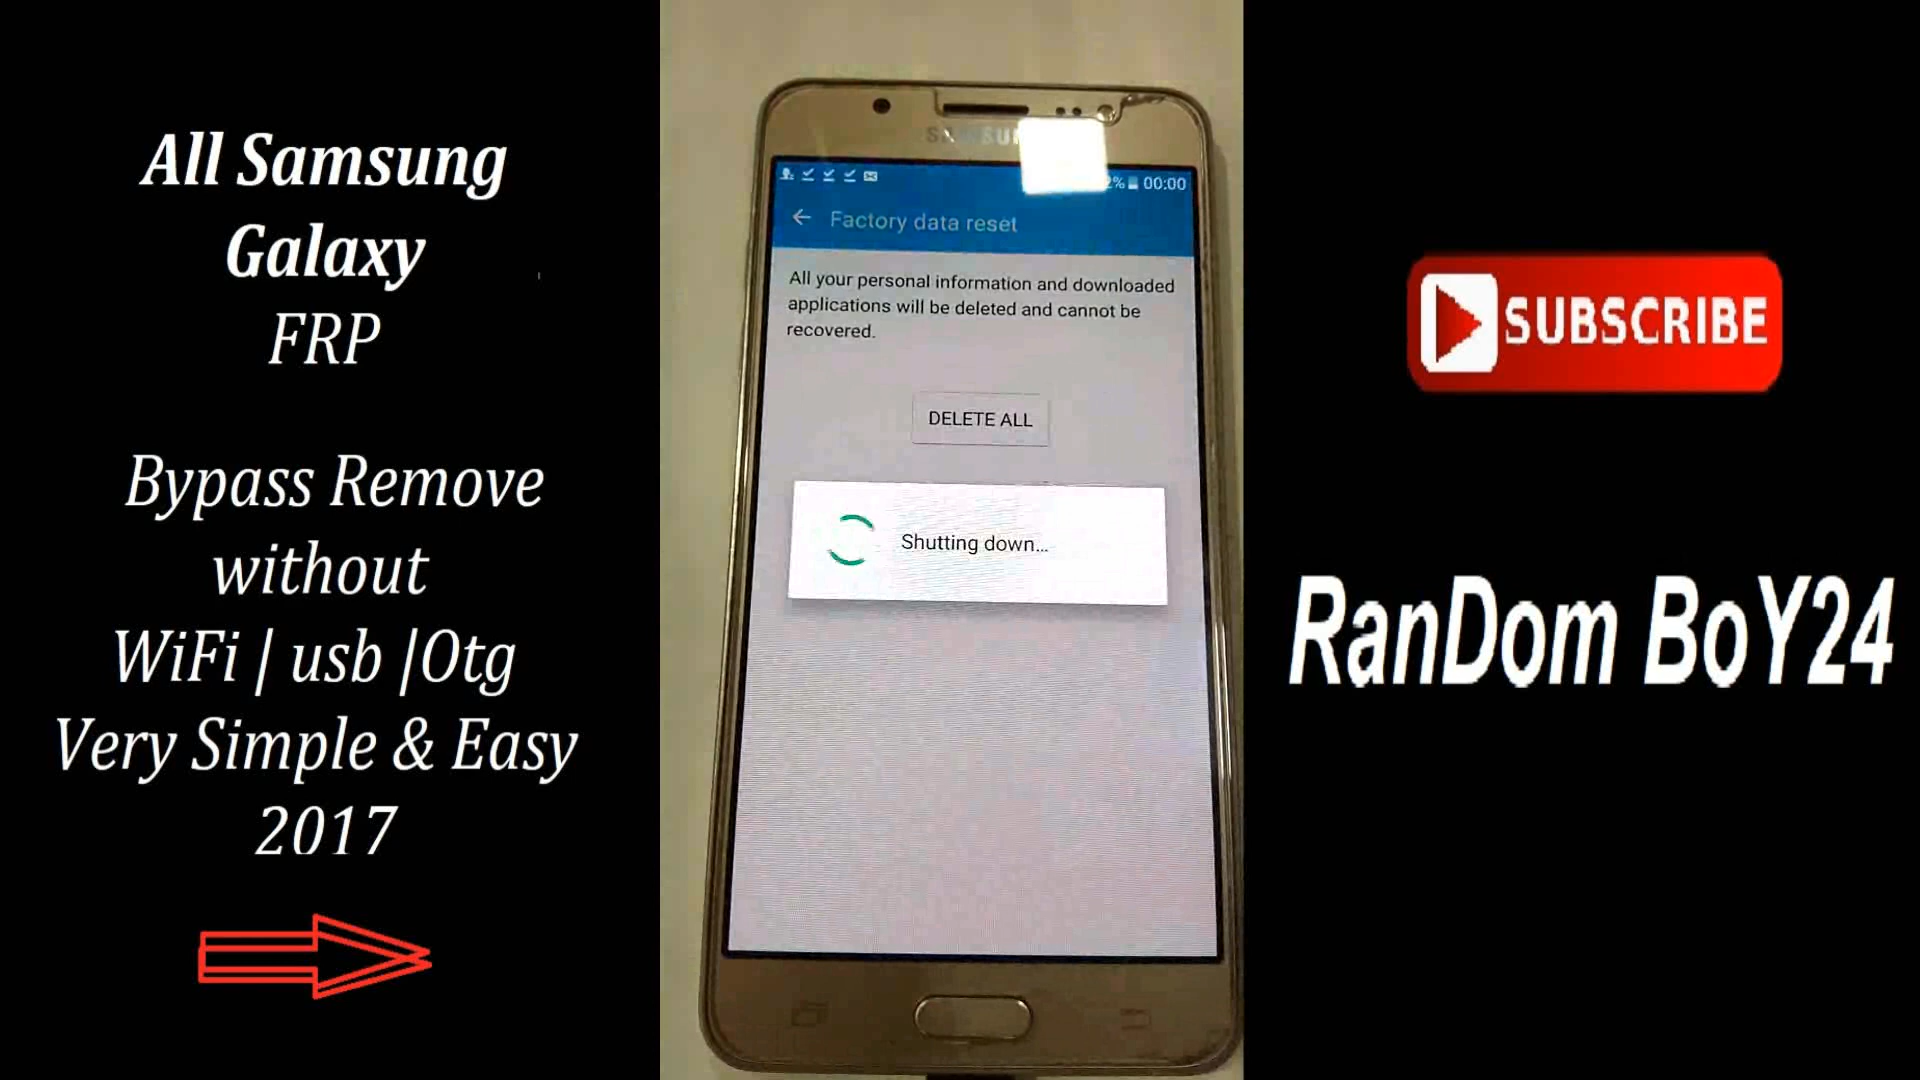 All Samsung
Galaxy
FRP
Bypass Remove
without
WiFi | usb |Otg
Very Simple & Easy
2017
00:00
Factory data reset
All your personal information and downloaded
applications will be deleted and cannot be
recovered.
DELETE ALL
Shutting down...
SUBSCRIBE
RanDom BoY24